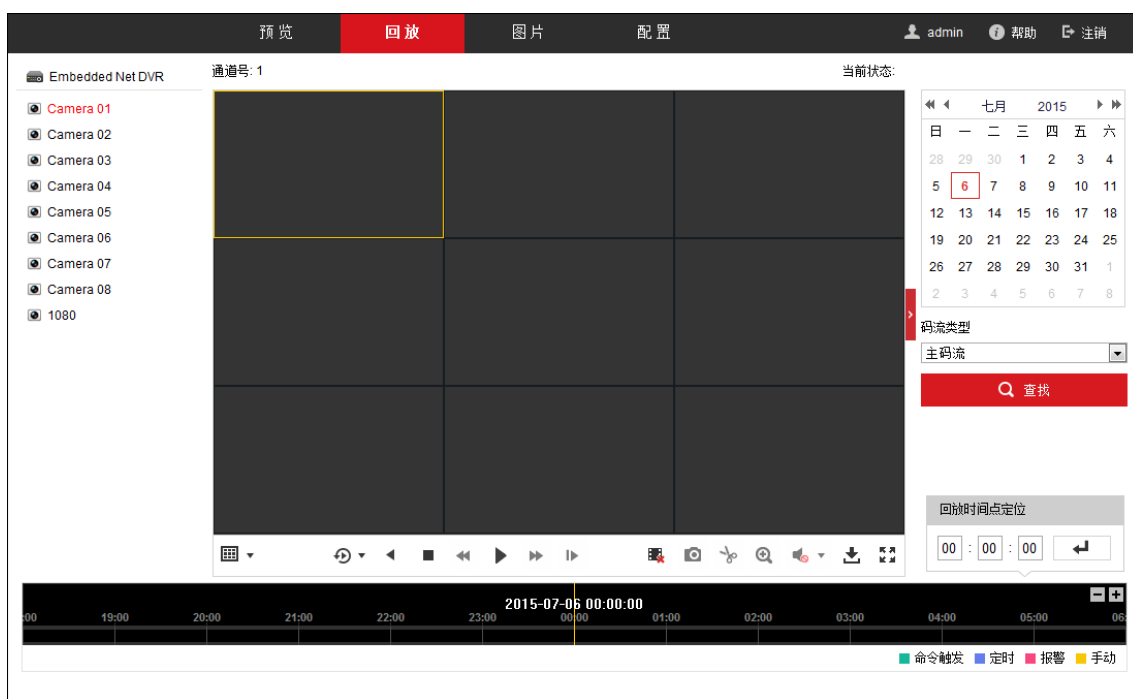 预览 回放 图片 配置 admin 帮助 注销
Embedded Net DVR
通道号: 1
当前状态:
Camera 01
Camera 02
Camera 03
Camera 04
Camera 05
Camera 06
Camera 07
Camera 08
1080
七月 2015
日 一 二 三 四 五 六
28 29 30 1 2 3 4
5 6 7 8 9 10 11
12 13 14 15 16 17 18
19 20 21 22 23 24 25
26 27 28 29 30 31 1
2 3 4 5 6 7 8
码流类型
主码流
查找
回放时间点定位
00 : 00 : 00
2015-07-06 00:00:00
:00 19:00 20:00 21:00 22:00 23:00 00:00 01:00 02:00 03:00 04:00 05:00 06:
命令触发 定时 报警 手动